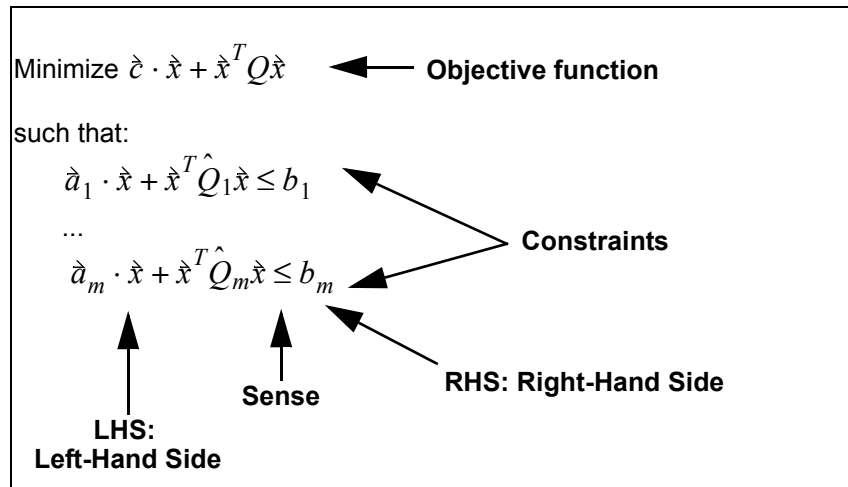 Minimize c⃗ · x⃗ + x⃗ᵀQx⃗ Objective function
such that:
a⃗₁ · x⃗ + x⃗ᵀQ̂₁x⃗ ≤ b₁
...
Constraints
a⃗ₘ · x⃗ + x⃗ᵀQ̂ₘx⃗ ≤ bₘ
RHS: Right-Hand Side
Sense
LHS:
Left-Hand Side